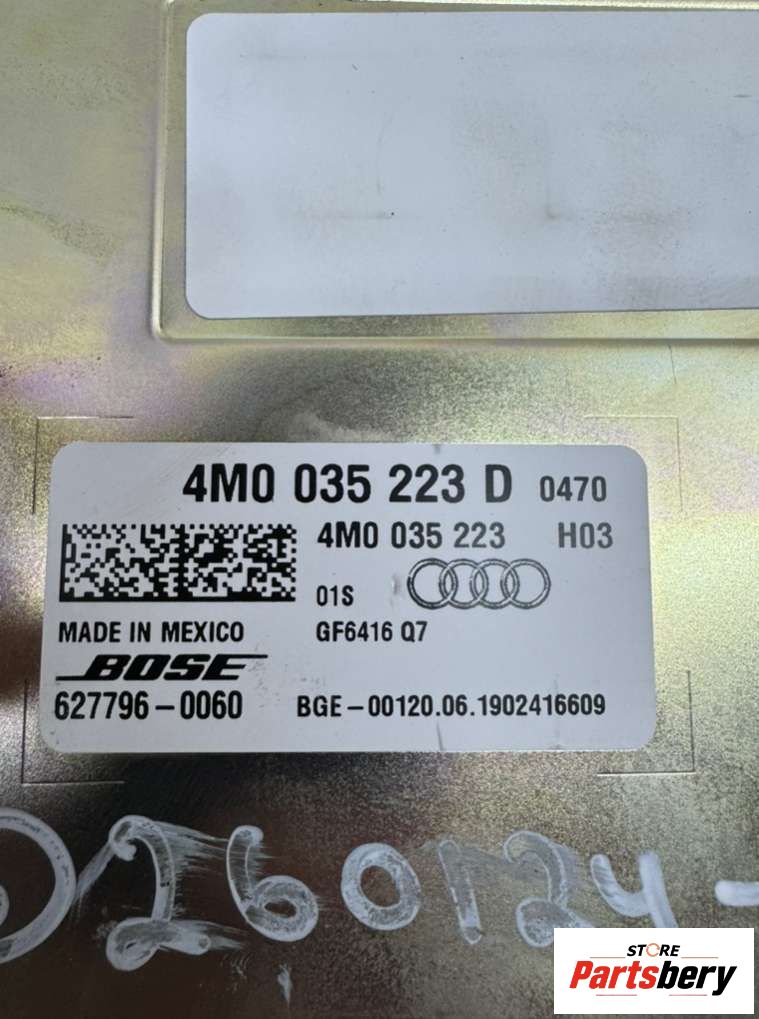 4M0 035 223 D 0470
4M0 035 223 H03
01S
MADE IN MEXICO GF6416 Q7
BOSE
627796-0060 BGE-00120.06.1902416609
0260124-
STORE
Partsbery